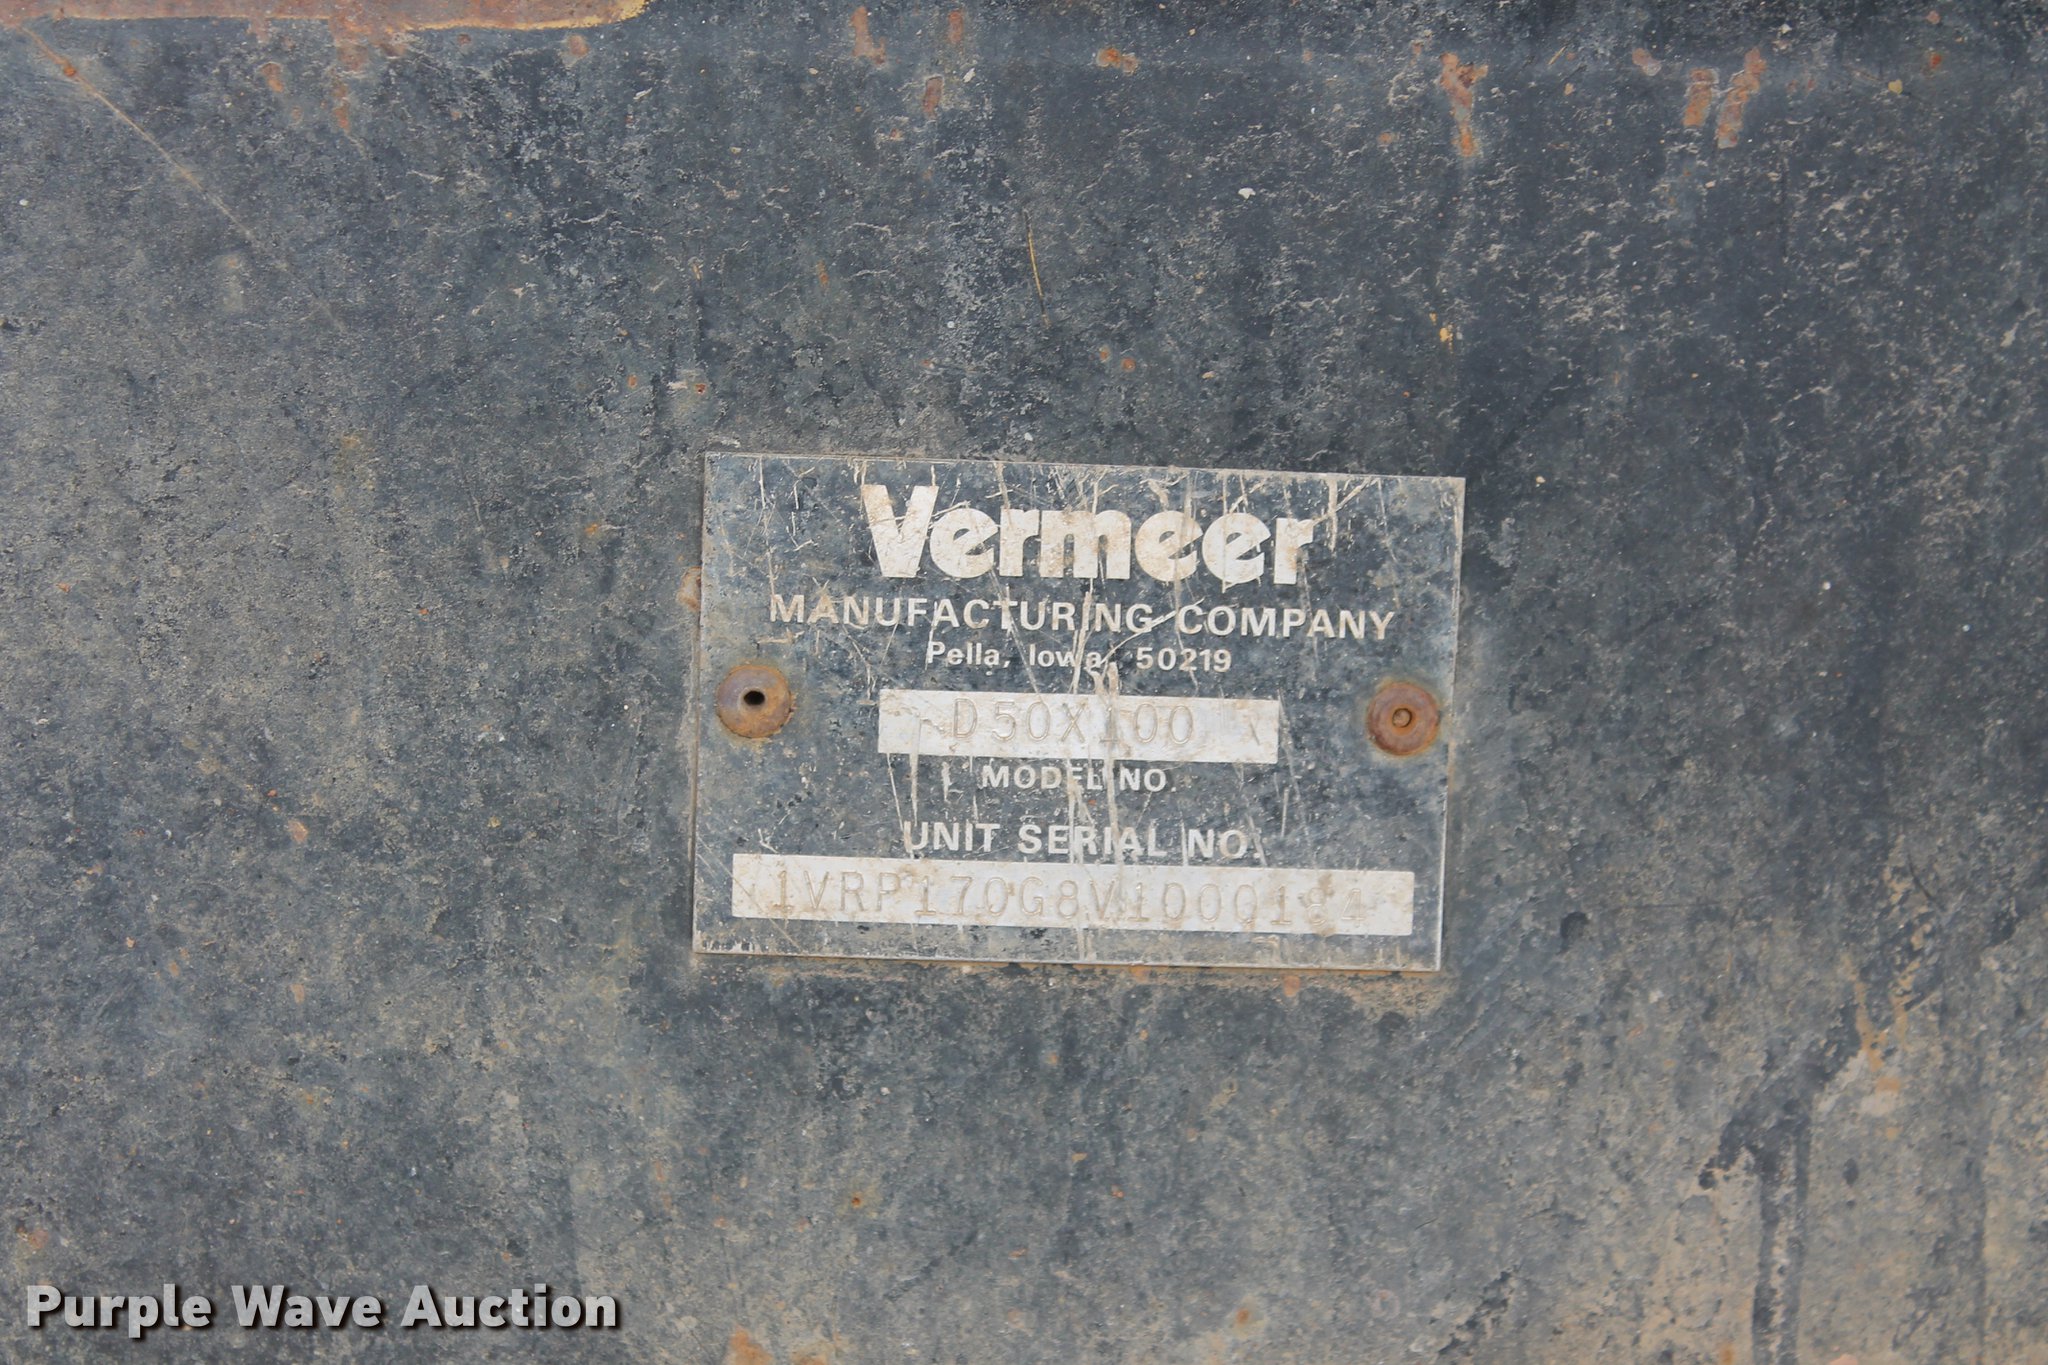 Vermeer
MANUFACTURING COMPANY
Pella, Iowa, 50219
D50X100
MODEL NO.
UNIT SERIAL NO.
1VRP170G8V1000184
Purple Wave Auction